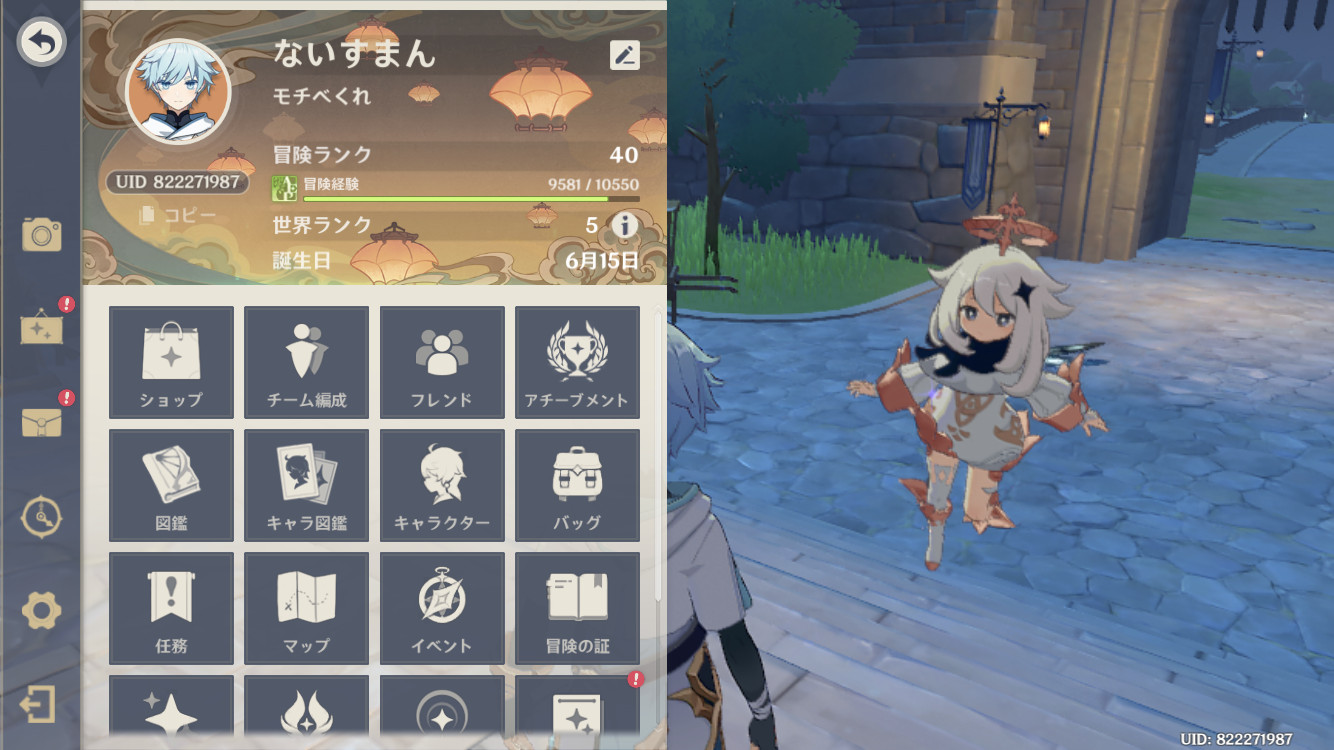 ないすまん
モチベくれ
UID 822271987
コピー
冒険ランク 40
AEP 冒険経験 9581 / 10550
世界ランク 5
誕生日 6月15日
ショップ
チーム編成
フレンド
アチーブメント
図鑑
キャラ図鑑
キャラクター
バッグ
任務
マップ
イベント
冒険の証
UID: 822271987